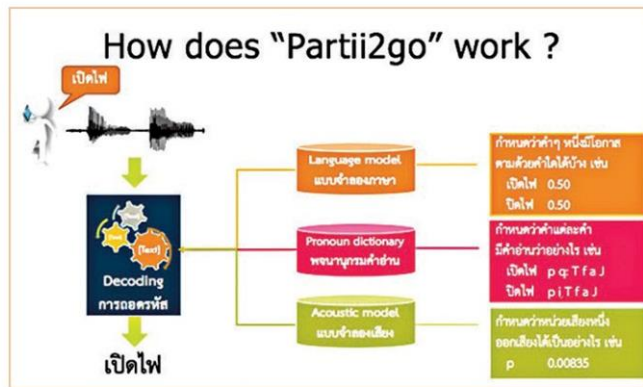 How does “Partii2go” work ?
เปิดไฟ
Language model
แบบจำลองภาษา
กำหนดว่าคำๆ หนึ่งมีโอกาส
ตามด้วยคำใดได้บ้าง เช่น
เปิดไฟ 0.50
ปิดไฟ 0.50
[Text]
Decoding
การถอดรหัส
Pronoun dictionary
พจนานุกรมคำอ่าน
กำหนดว่าคำแต่ละคำ
มีคำอ่านว่าอย่างไร เช่น
เปิดไฟ p q:T f a J
ปิดไฟ p i,T f a J
Acoustic model
แบบจำลองเสียง
กำหนดว่าหน่วยเสียงหนึ่ง
ออกเสียงได้เป็นอย่างไร เช่น
p 0.00835
เปิดไฟ